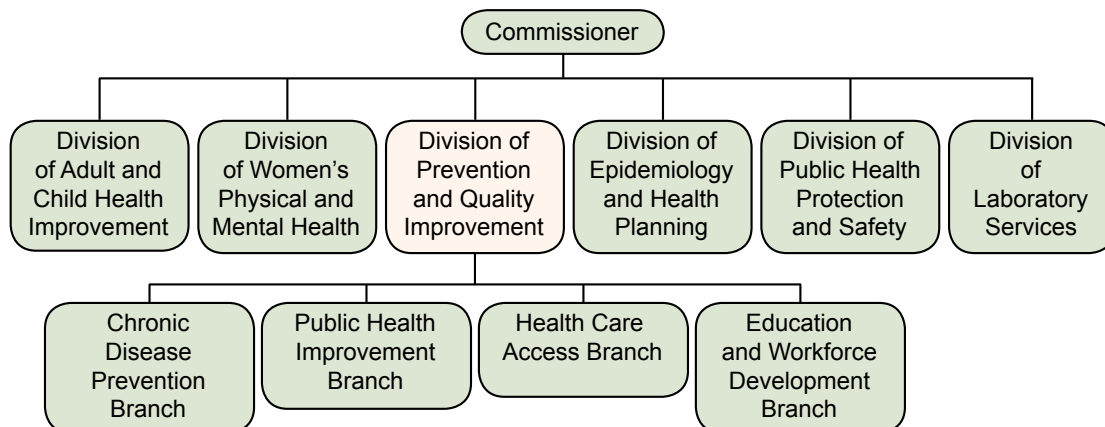 Commissioner
Division
of Adult and
Child Health
Improvement
Division
of Women’s
Physical and
Mental Health
Division of
Prevention
and Quality
Improvement
Division of
Epidemiology
and Health
Planning
Division of
Public Health
Protection
and Safety
Division
of
Laboratory
Services
Chronic
Disease
Prevention
Branch
Public Health
Improvement
Branch
Health Care
Access Branch
Education
and Workforce
Development
Branch